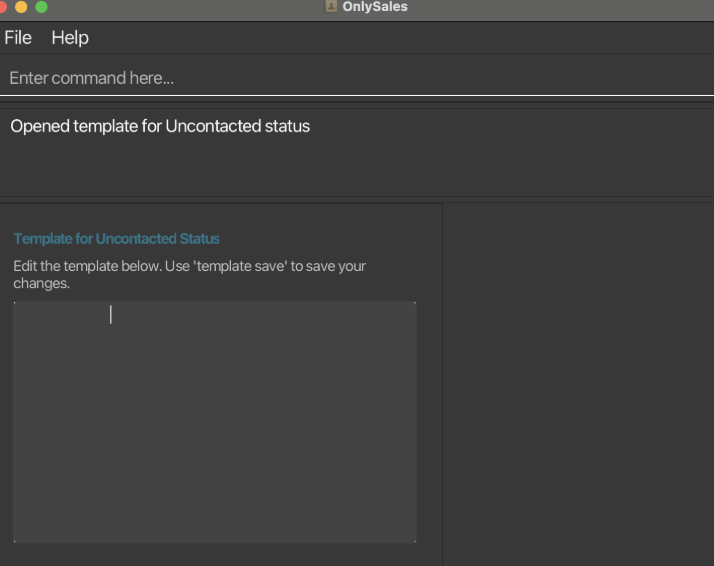 OnlySales
File Help
Enter command here...
Opened template for Uncontacted status
Template for Uncontacted Status
Edit the template below. Use 'template save' to save your
changes.